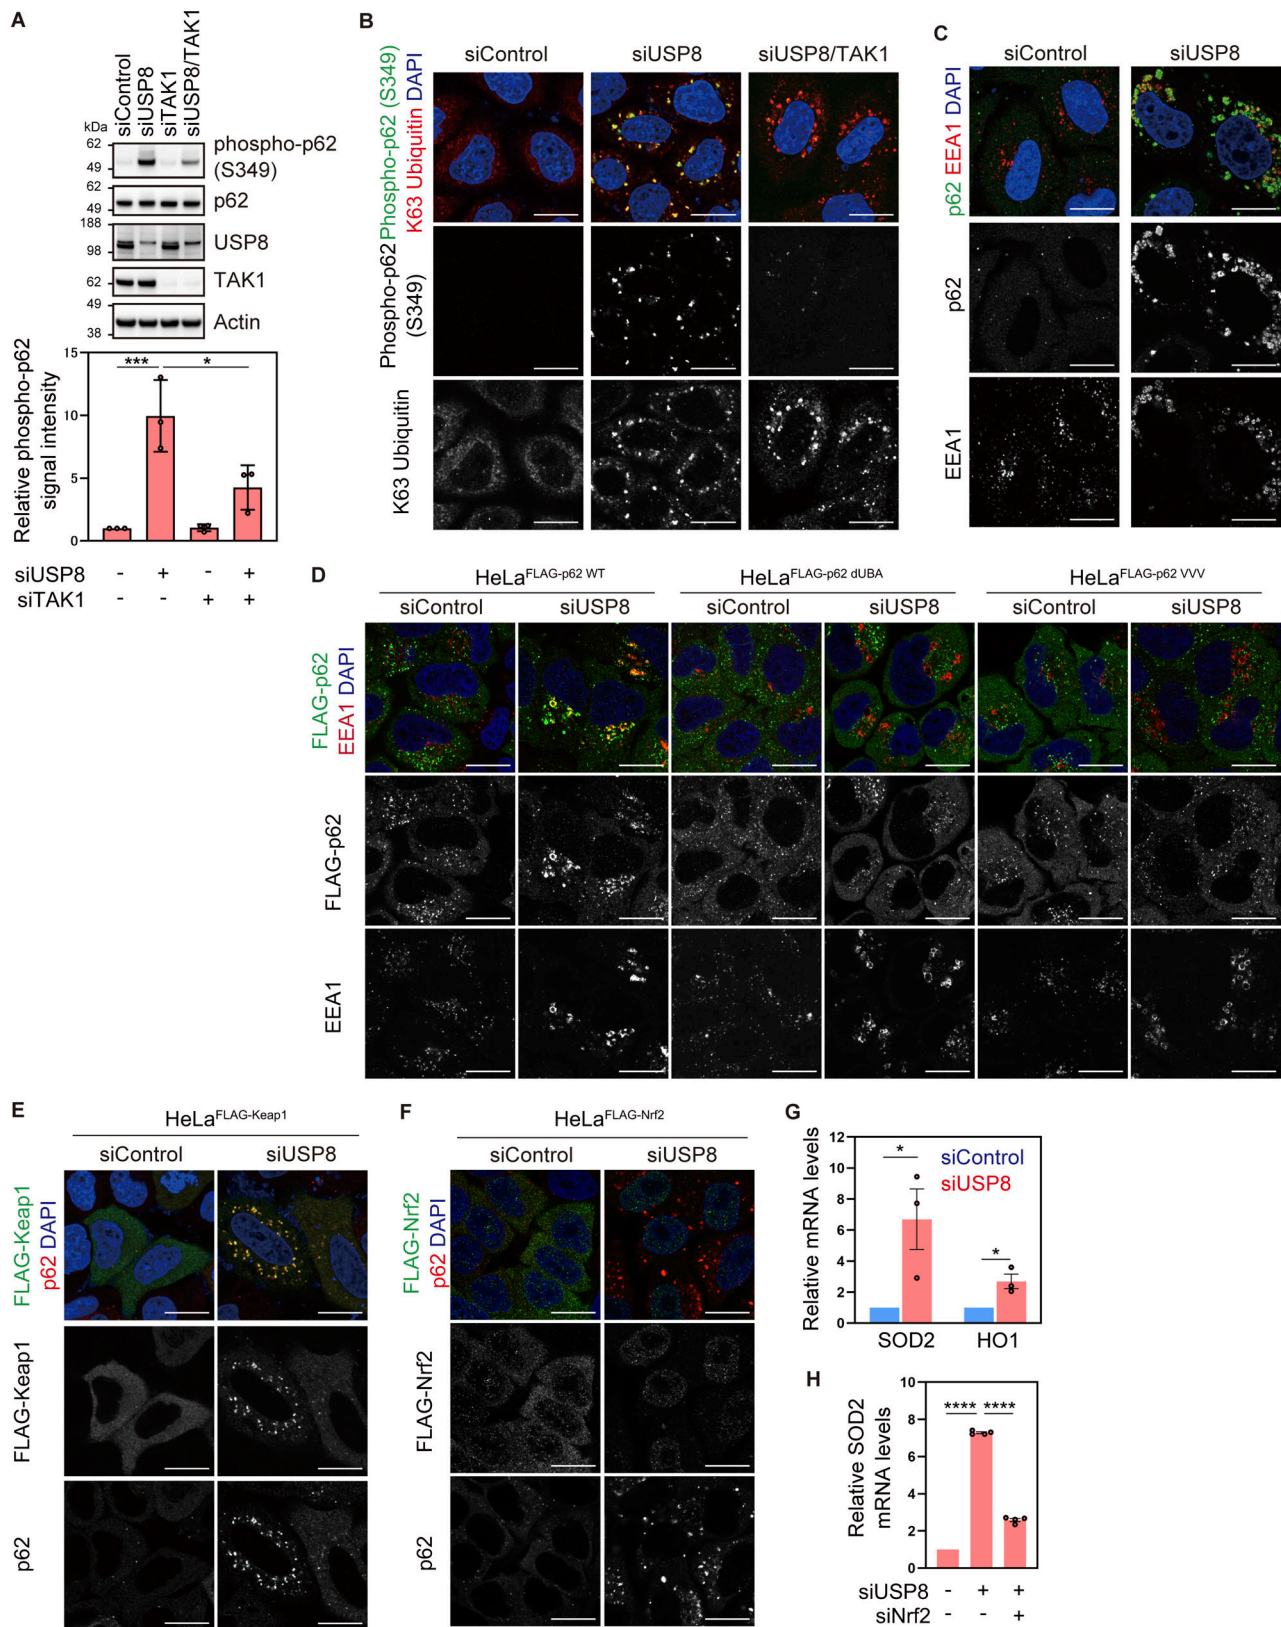 A
siControl
siUSP8
siTAK1
siUSP8/TAK1
kDa
62
49
phospho-p62
(S349)
62
49
p62
188
98
USP8
62
TAK1
49
38
Actin
Relative phospho-p62
signal intensity
15
10
5
0
***
*
siUSP8 - + - +
siTAK1 - - + +
B
siControl siUSP8 siUSP8/TAK1
Phospho-p62 (S349)
K63 Ubiquitin DAPI
Phospho-p62
(S349)
K63 Ubiquitin
C
siControl siUSP8
p62 EEA1 DAPI
p62
EEA1
D
HeLaFLAG-p62 WT HeLaFLAG-p62 dUBA HeLaFLAG-p62 VVV
siControl siUSP8 siControl siUSP8 siControl siUSP8
FLAG-p62
EEA1 DAPI
FLAG-p62
EEA1
E
HeLaFLAG-Keap1
siControl siUSP8
FLAG-Keap1
p62 DAPI
FLAG-Keap1
p62
F
HeLaFLAG-Nrf2
siControl siUSP8
FLAG-Nrf2
p62 DAPI
FLAG-Nrf2
p62
G
Relative mRNA levels
12
10
8
6
4
2
0
*
*
siControl
siUSP8
SOD2 HO1
H
Relative SOD2
mRNA levels
10
8
6
4
2
0
**** ****
siUSP8 - + +
siNrf2 - - +